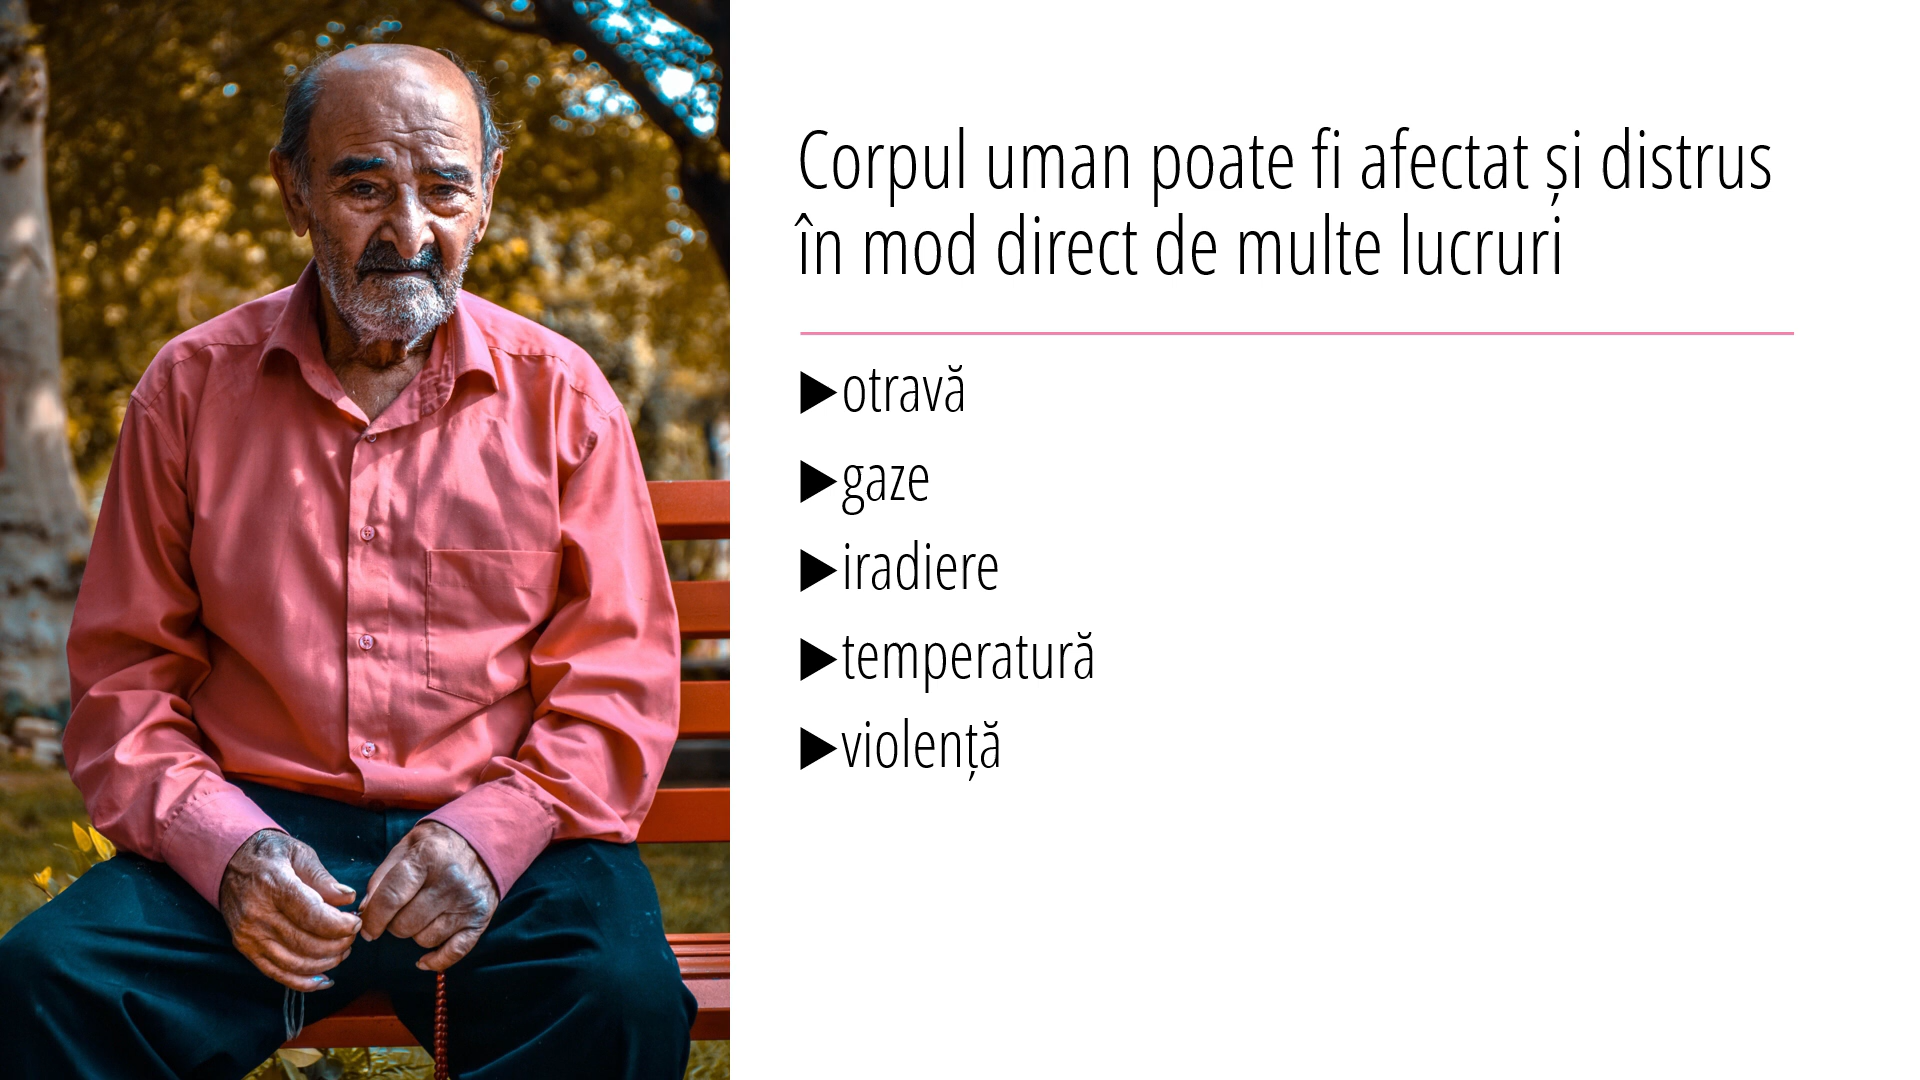 Corpul uman poate fi afectat și distrus
în mod direct de multe lucruri
▶otravă
▶gaze
▶iradiere
▶temperatură
▶violență